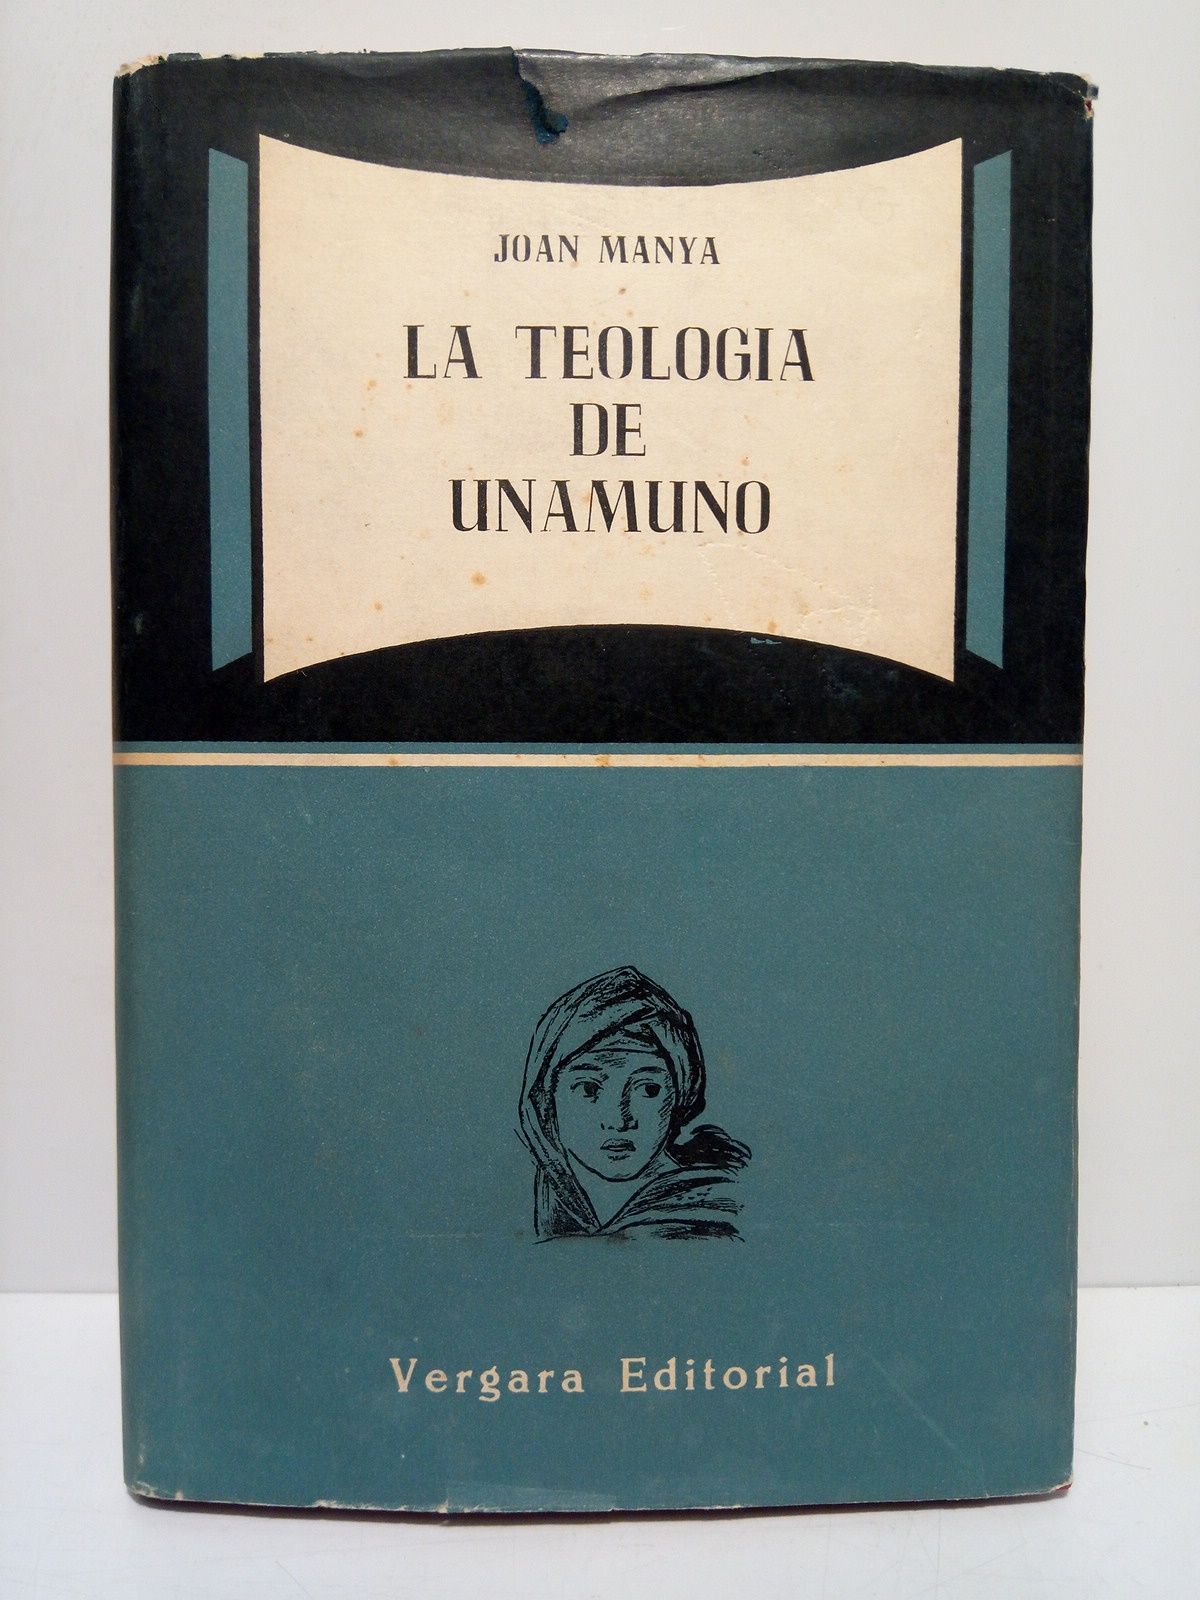 JOAN MANYA
LA TEOLOGIA
DE
UNAMUNO
Vergara Editorial